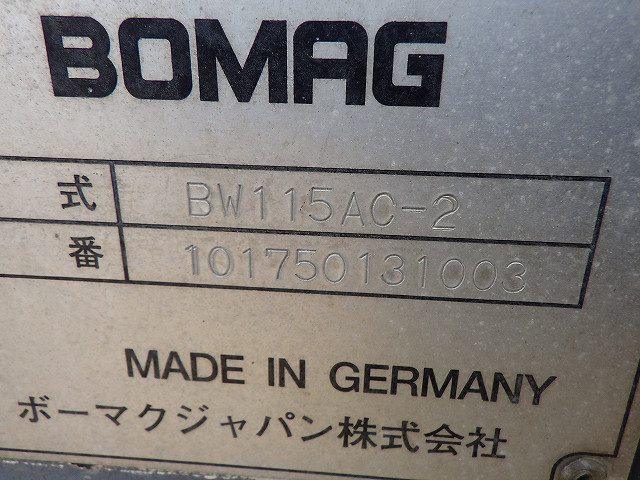 BOMAG
式 BW115AC-2
番 101750131003
MADE IN GERMANY
ボーマクジャパン株式会社